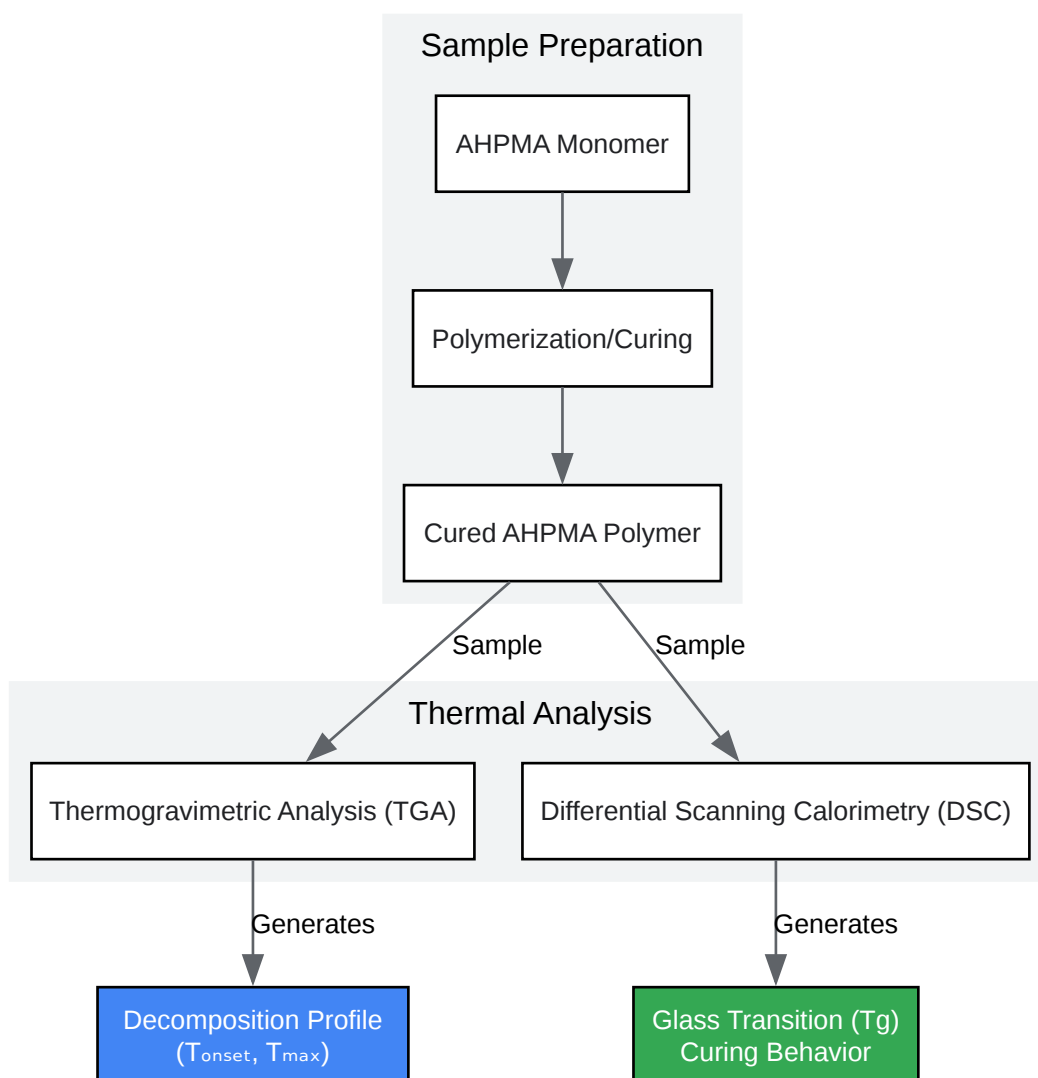 Sample Preparation
AHPMA Monomer
Polymerization/Curing
Cured AHPMA Polymer
Sample
Sample
Thermal Analysis
Thermogravimetric Analysis (TGA)
Differential Scanning Calorimetry (DSC)
Generates
Generates
Decomposition Profile
(Tₒₙₛₑₜ, Tₘₐₓ)
Glass Transition (Tg)
Curing Behavior